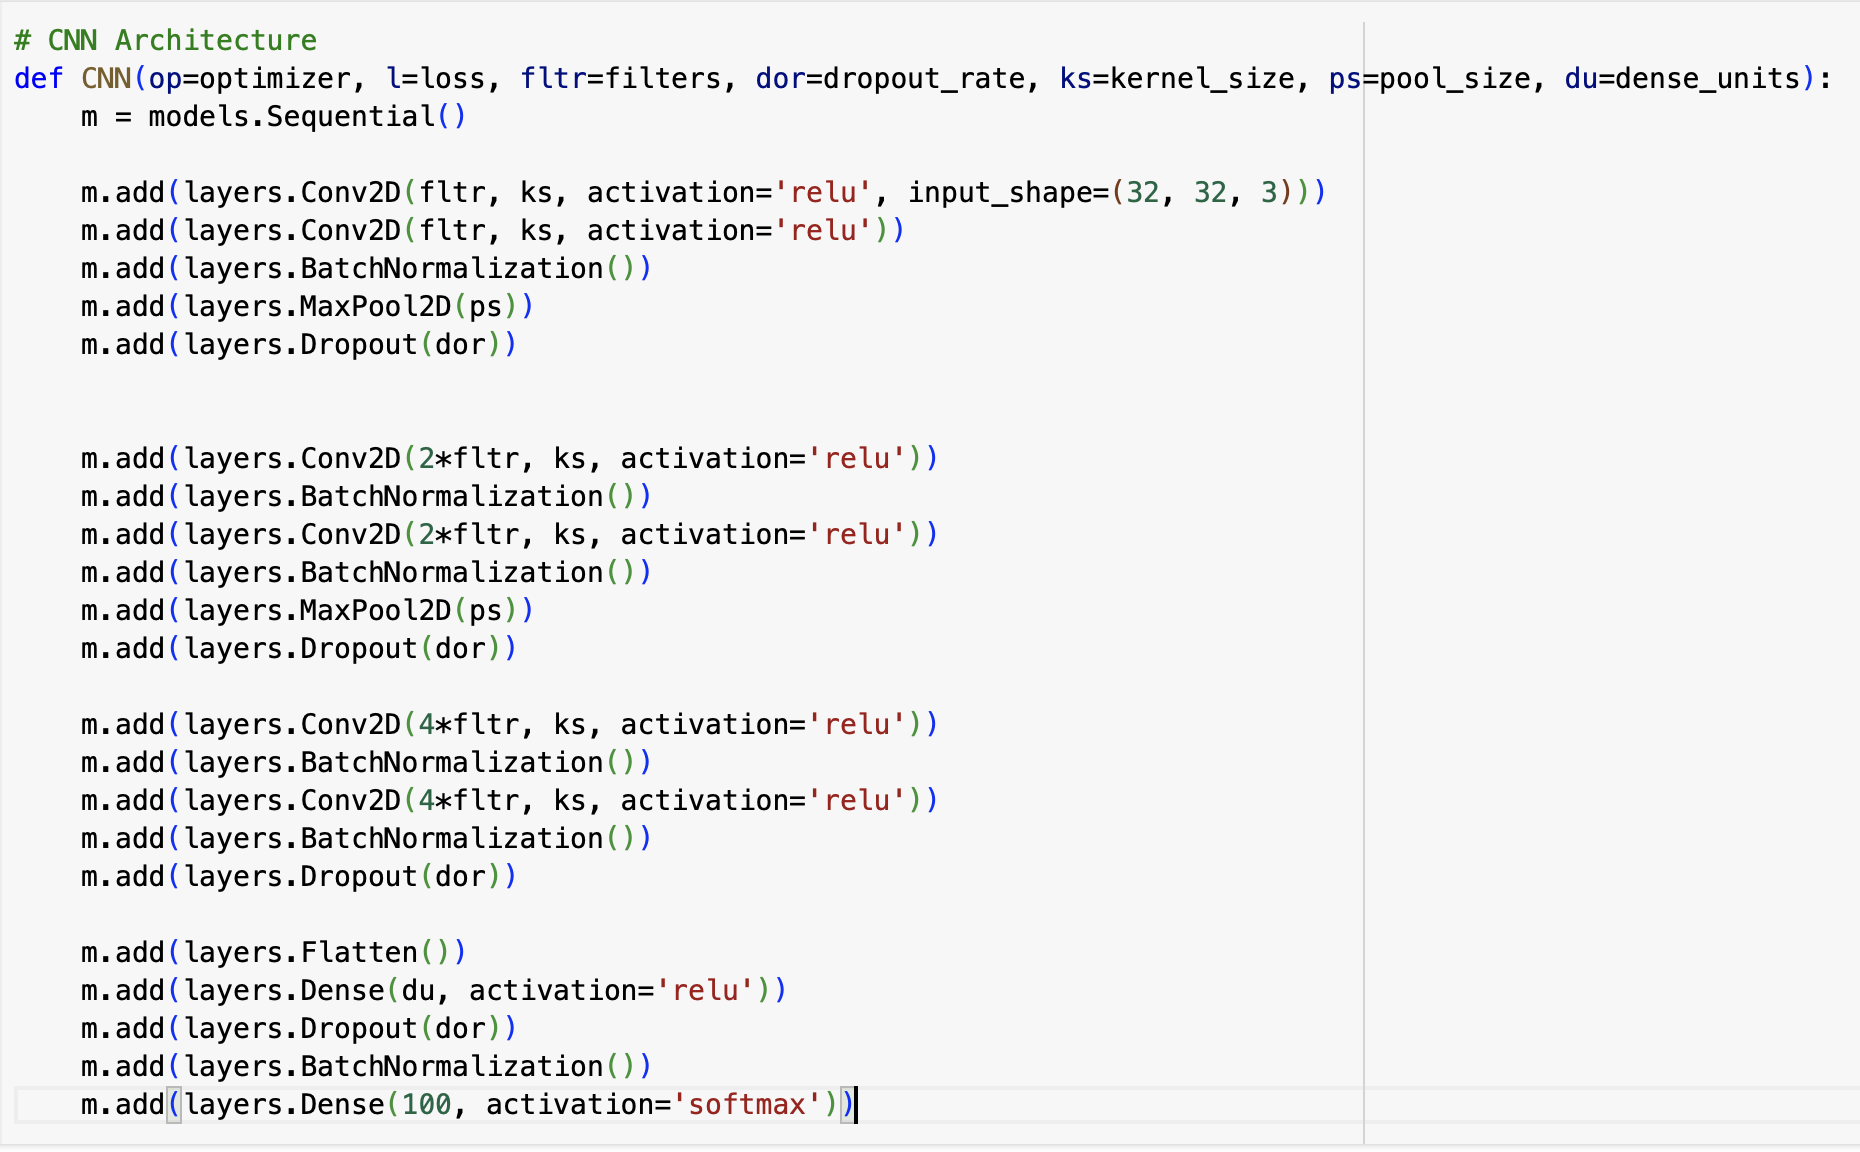 # CNN Architecture
def CNN(op=optimizer, l=loss, fltr=filters, dor=dropout_rate, ks=kernel_size, ps=pool_size, du=dense_units):
    m = models.Sequential()
    m.add(layers.Conv2D(fltr, ks, activation='relu', input_shape=(32, 32, 3)))
    m.add(layers.Conv2D(fltr, ks, activation='relu'))
    m.add(layers.BatchNormalization())
    m.add(layers.MaxPool2D(ps))
    m.add(layers.Dropout(dor))
    m.add(layers.Conv2D(2*fltr, ks, activation='relu'))
    m.add(layers.BatchNormalization())
    m.add(layers.Conv2D(2*fltr, ks, activation='relu'))
    m.add(layers.BatchNormalization())
    m.add(layers.MaxPool2D(ps))
    m.add(layers.Dropout(dor))
    m.add(layers.Conv2D(4*fltr, ks, activation='relu'))
    m.add(layers.BatchNormalization())
    m.add(layers.Conv2D(4*fltr, ks, activation='relu'))
    m.add(layers.BatchNormalization())
    m.add(layers.Dropout(dor))
    m.add(layers.Flatten())
    m.add(layers.Dense(du, activation='relu'))
    m.add(layers.Dropout(dor))
    m.add(layers.BatchNormalization())
    m.add(layers.Dense(100, activation='softmax'))